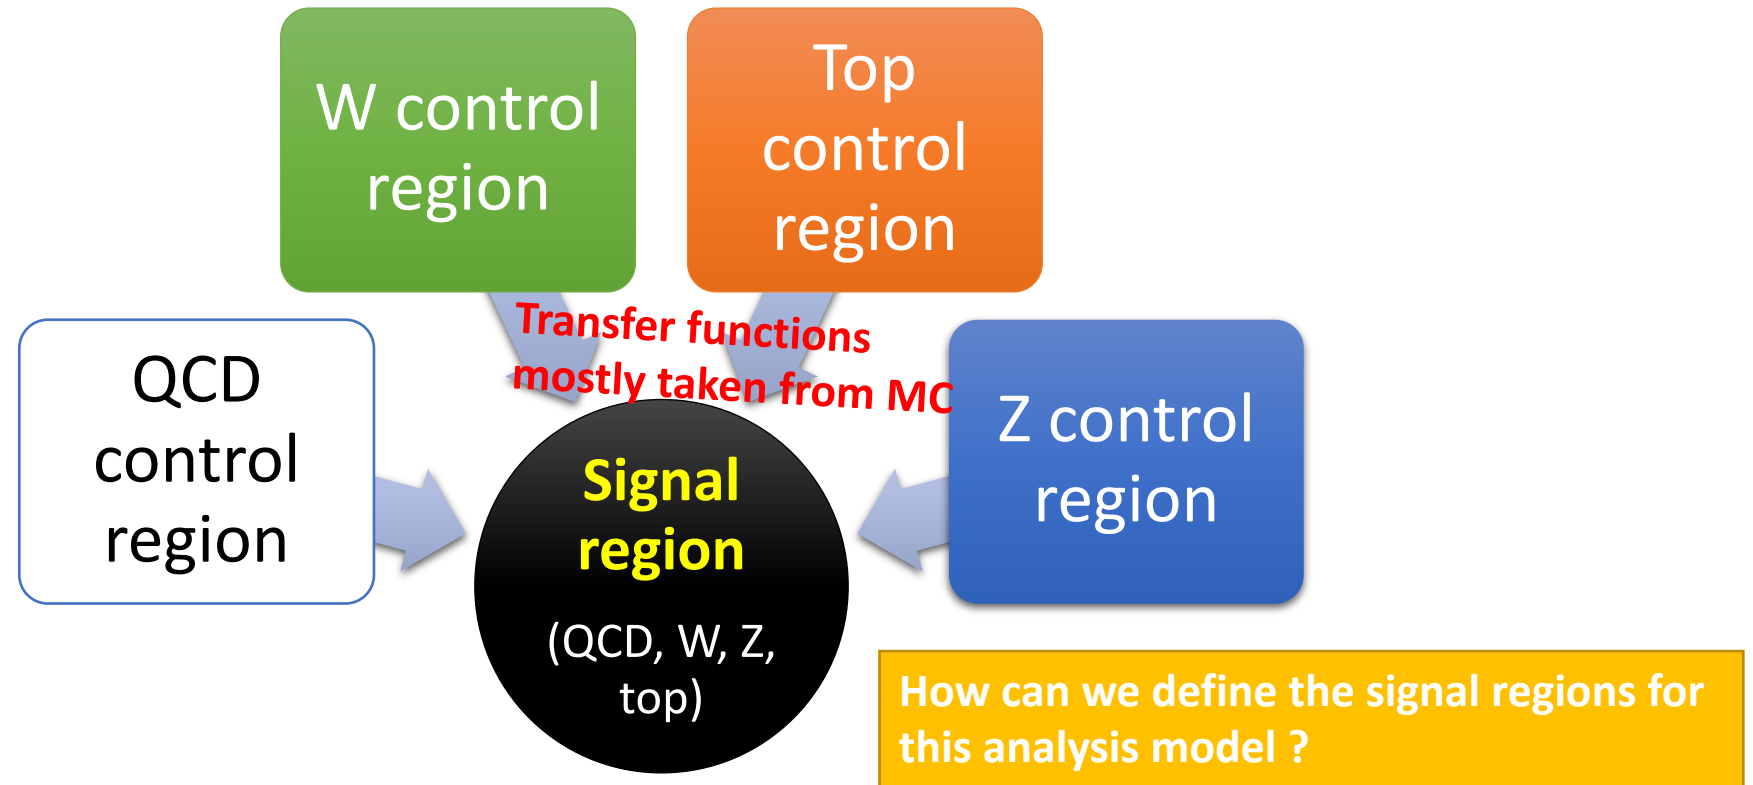 W control
region
Top
control
region
Transfer functions
mostly taken from MC
QCD
control
region
Z control
region
Signal
region
(QCD, W, Z,
top)
How can we define the signal regions for
this analysis model ?